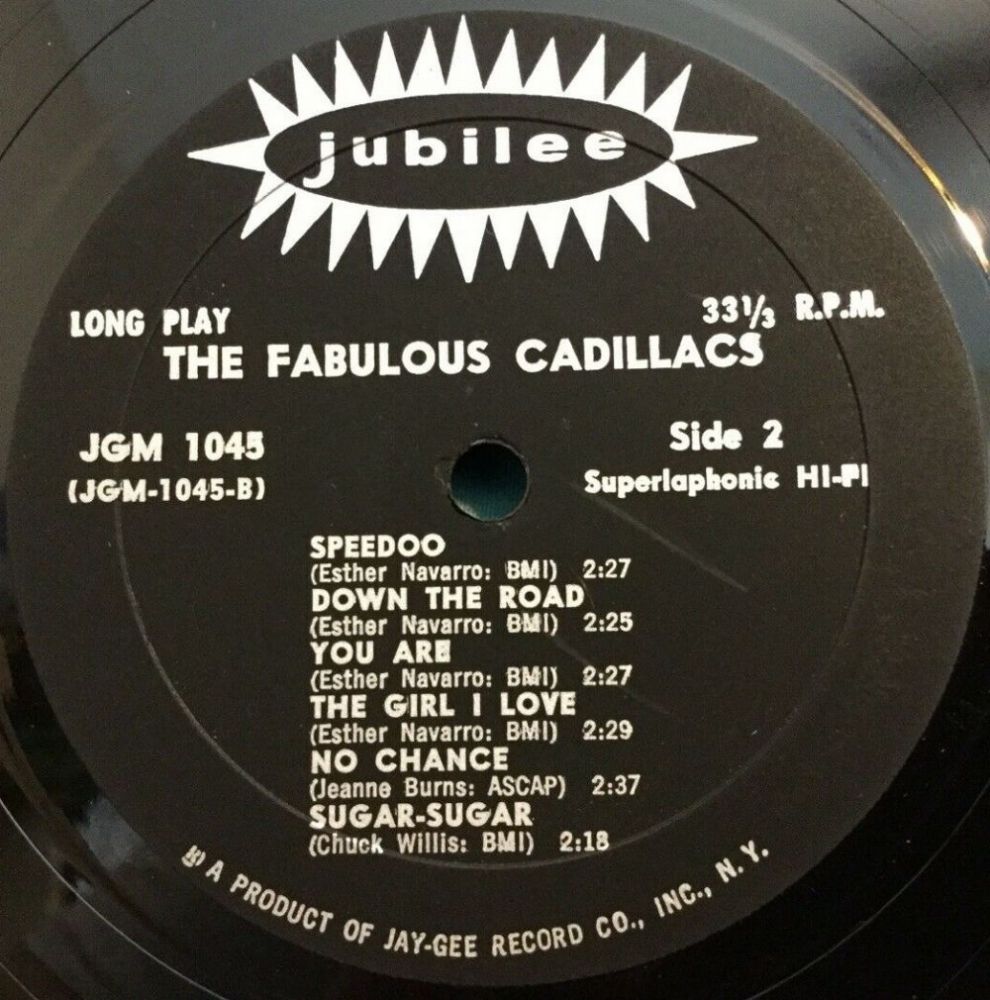 jubilee
LONG PLAY 33⅓ R.P.M.
THE FABULOUS CADILLACS
JGM 1045 Side 2
(JGM-1045-B) Superlaphonic HI-FI
SPEEDOO
(Esther Navarro: BMI) 2:27
DOWN THE ROAD
(Esther Navarro: BMI) 2:25
YOU ARE
(Esther Navarro: BMI) 2:27
THE GIRL I LOVE
(Esther Navarro: BMI) 2:29
NO CHANCE
(Jeanne Burns: ASCAP) 2:37
SUGAR-SUGAR
(Chuck Willis: BMI) 2:18
A PRODUCT OF JAY-GEE RECORD CO., INC., N. Y.